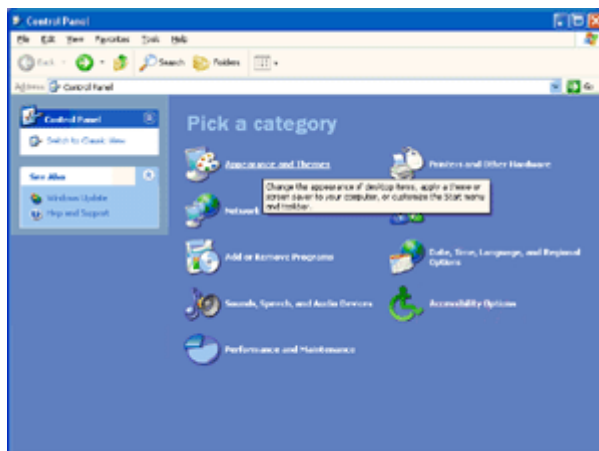 Control Panel
File Edit View Favorites Tools Help
Back Search Folders
Address Control Panel Go
Control Panel
Switch to Classic View
See Also
Windows Update
Help and Support
Pick a category
Appearance and Themes
Printers and Other Hardware
Change the appearance of desktop items, apply a theme or
screen saver to your computer, or customize the Start menu
and taskbar.
Network
Add or Remove Programs
Date, Time, Language, and Regional
Options
Sounds, Speech, and Audio Devices
Accessibility Options
Performance and Maintenance